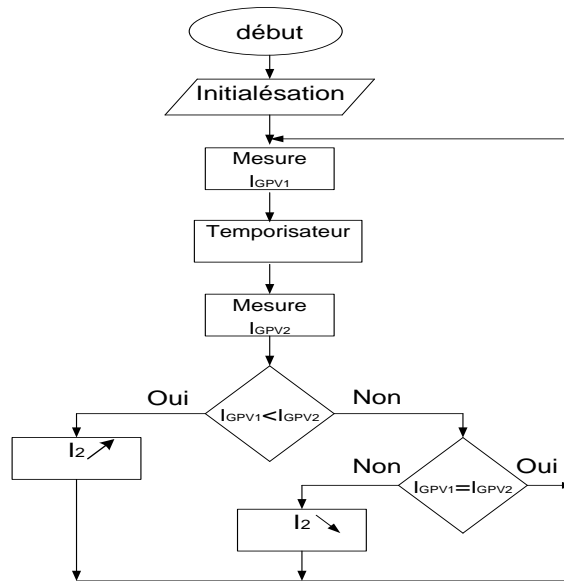 début
Initialésation
Mesure
IGPV1
Temporisateur
Mesure
IGPV2
Oui
Non
IGPV1<IGPV2
I2
Non
Oui
IGPV1=IGPV2
I2